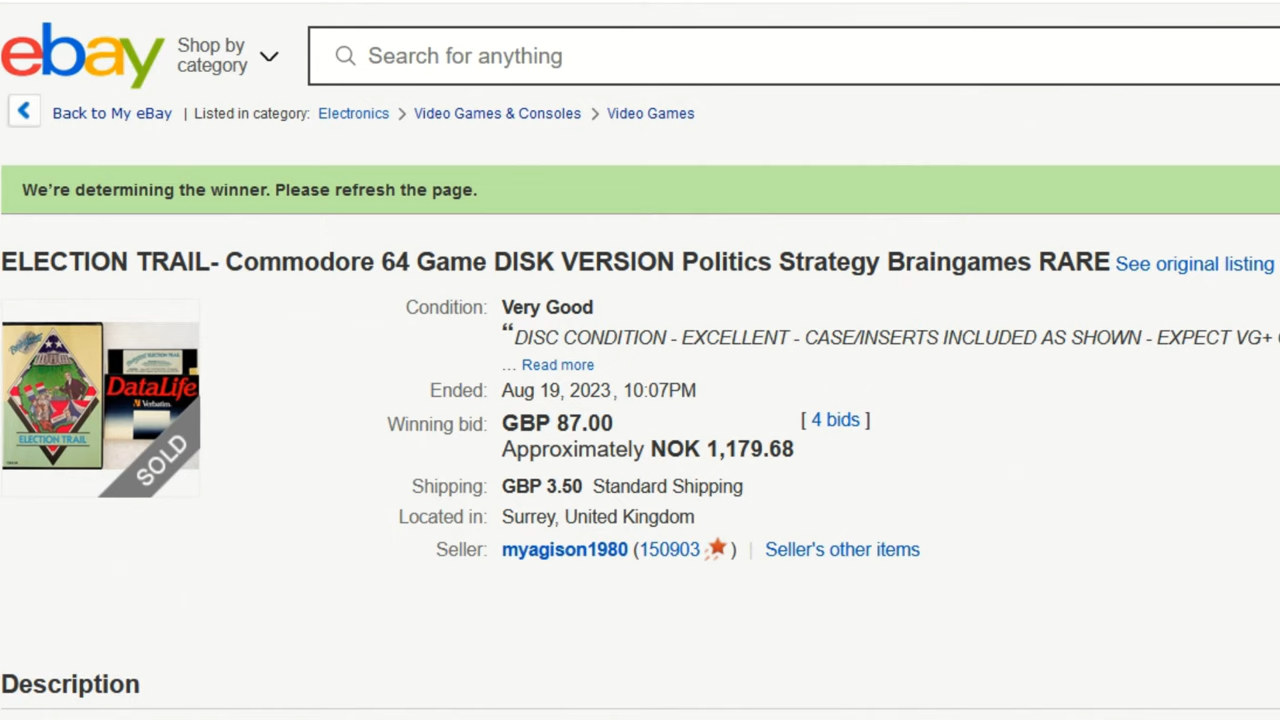 ebay
Shop by
category
Search for anything
Back to My eBay | Listed in category: Electronics > Video Games & Consoles > Video Games
We're determining the winner. Please refresh the page.
ELECTION TRAIL- Commodore 64 Game DISK VERSION Politics Strategy Braingames RARE See original listing
Condition: Very Good
“DISC CONDITION - EXCELLENT - CASE/INSERTS INCLUDED AS SHOWN - EXPECT VG+
... Read more
Ended: Aug 19, 2023, 10:07PM
Winning bid: GBP 87.00 [ 4 bids ]
Approximately NOK 1,179.68
Shipping: GBP 3.50 Standard Shipping
Located in: Surrey, United Kingdom
Seller: myagison1980 (150903) | Seller's other items
ELECTION TRAIL
ELECTION TRAIL
DataLife
Verbatim.
SOLD
Description